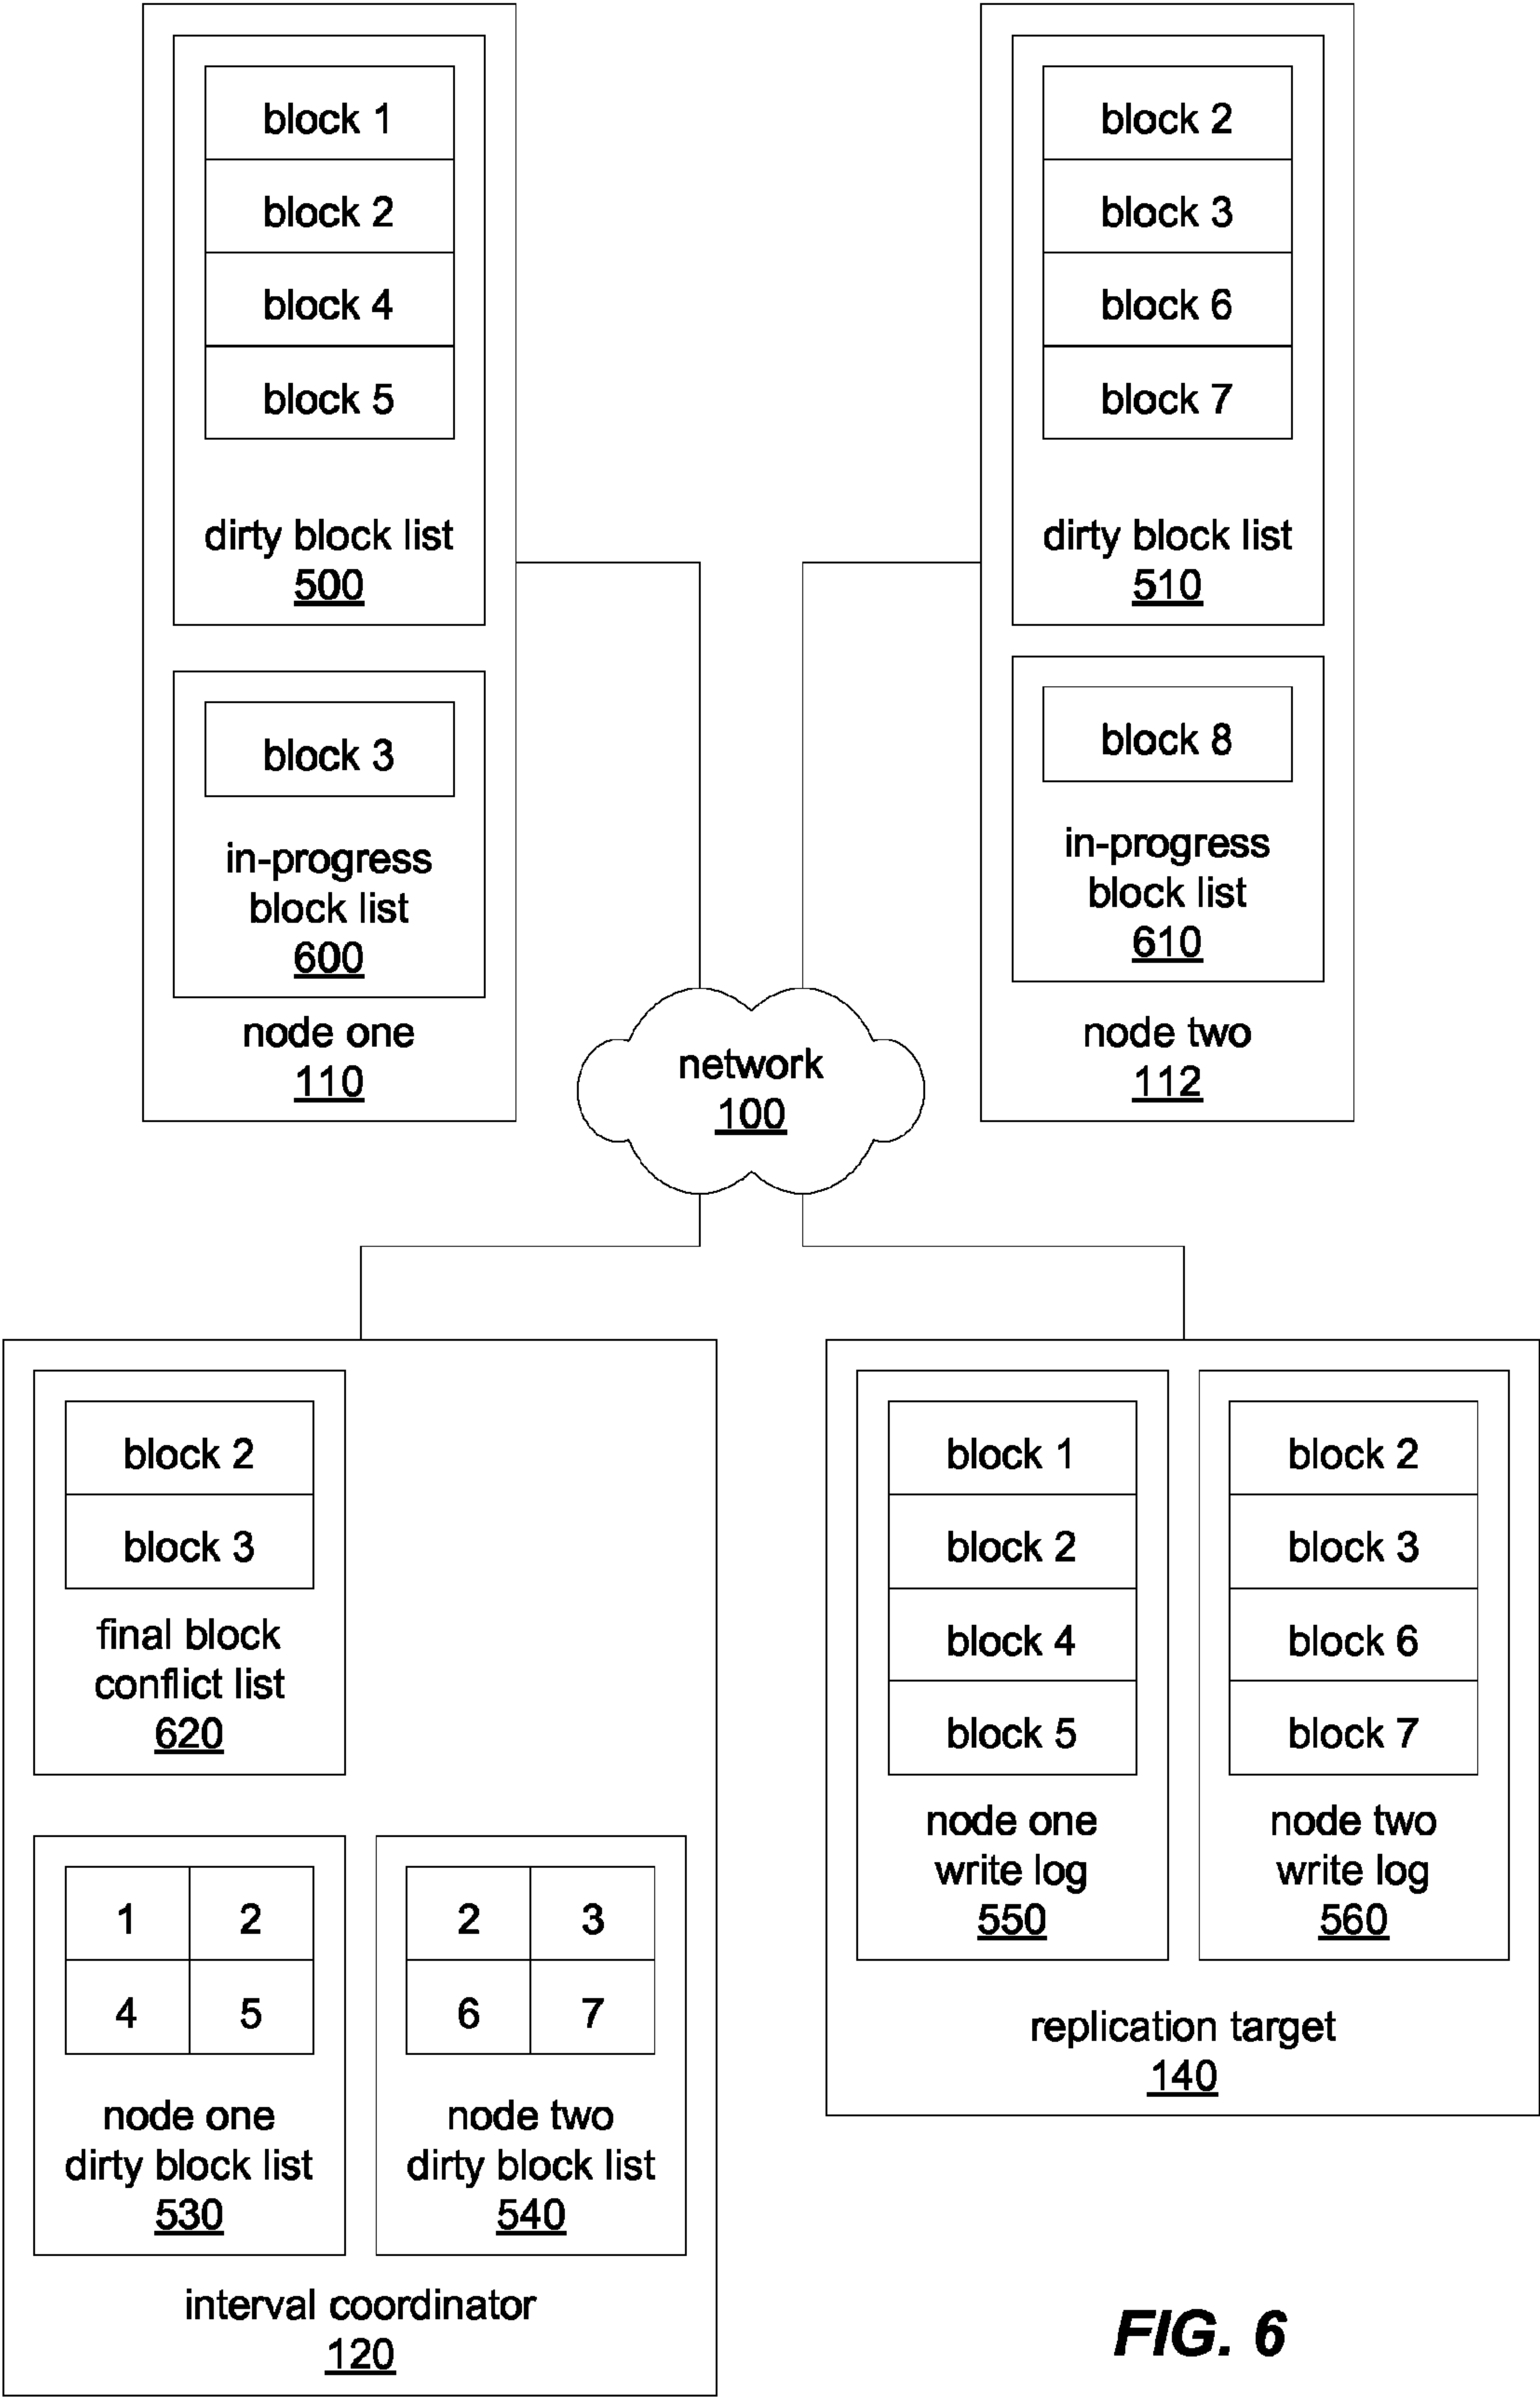 block 1
block 2
block 4
block 5
dirty block list
500
block 3
in-progress
block list
600
node one
110
block 2
block 3
block 6
block 7
dirty block list
510
block 8
in-progress
block list
610
node two
112
network
100
block 2
block 3
final block
conflict list
620
1 2
4 5
node one
dirty block list
530
2 3
6 7
node two
dirty block list
540
interval coordinator
120
block 1
block 2
block 4
block 5
node one
write log
550
block 2
block 3
block 6
block 7
node two
write log
560
replication target
140
FIG. 6